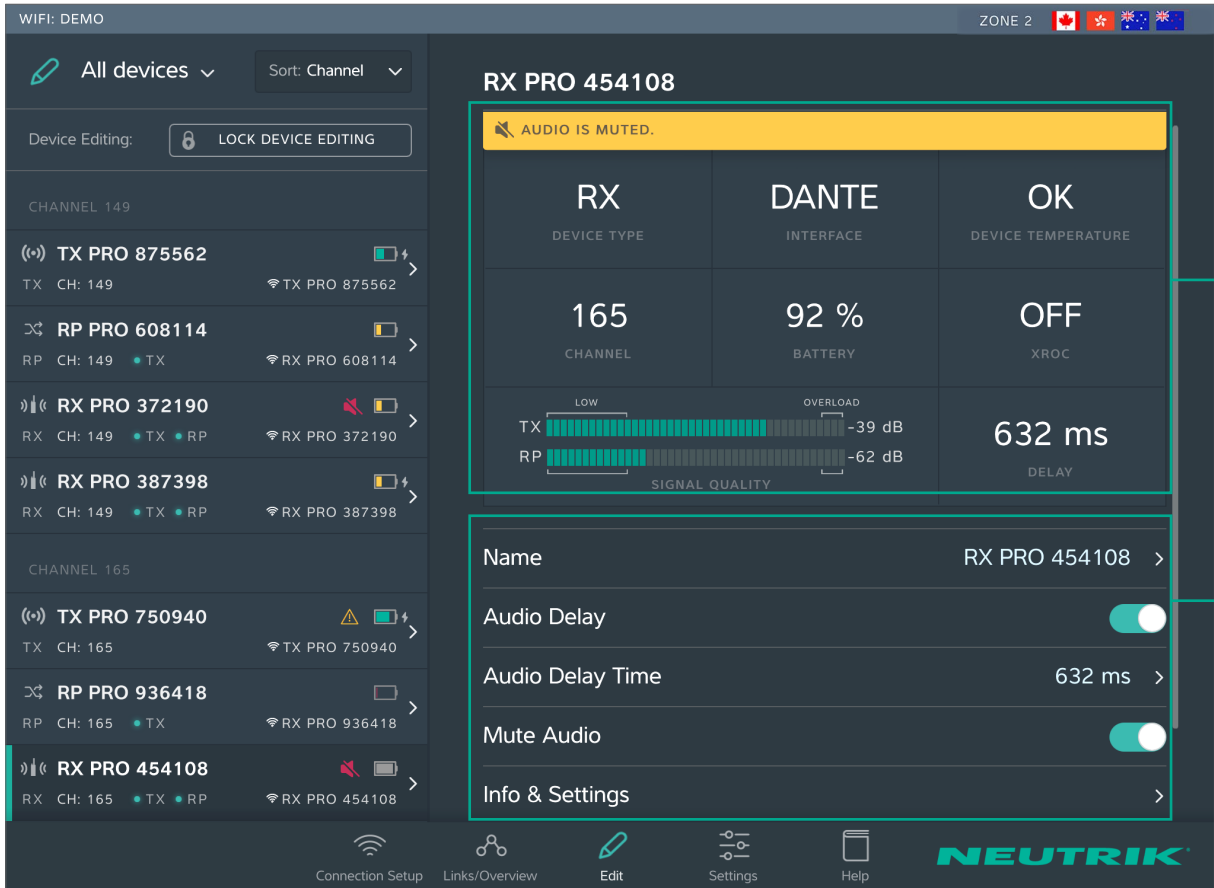 WIFI: DEMO
ZONE 2
All devices
Sort: Channel
Device Editing:
LOCK DEVICE EDITING
CHANNEL 149
TX PRO 875562
TX CH: 149 TX PRO 875562
RP PRO 608114
RP CH: 149 TX RX PRO 608114
RX PRO 372190
RX CH: 149 TX RP RX PRO 372190
RX PRO 387398
RX CH: 149 TX RP RX PRO 387398
CHANNEL 165
TX PRO 750940
TX CH: 165 TX PRO 750940
RP PRO 936418
RP CH: 165 TX RX PRO 936418
RX PRO 454108
RX CH: 165 TX RP RX PRO 454108
RX PRO 454108
AUDIO IS MUTED.
RX DANTE OK
DEVICE TYPE INTERFACE DEVICE TEMPERATURE
165 92 % OFF
CHANNEL BATTERY XROC
LOW OVERLOAD
TX -39 dB
RP -62 dB
SIGNAL QUALITY
632 ms
DELAY
Name RX PRO 454108
Audio Delay
Audio Delay Time 632 ms
Mute Audio
Info & Settings
Connection Setup Links/Overview Edit Settings Help
NEUTRIK